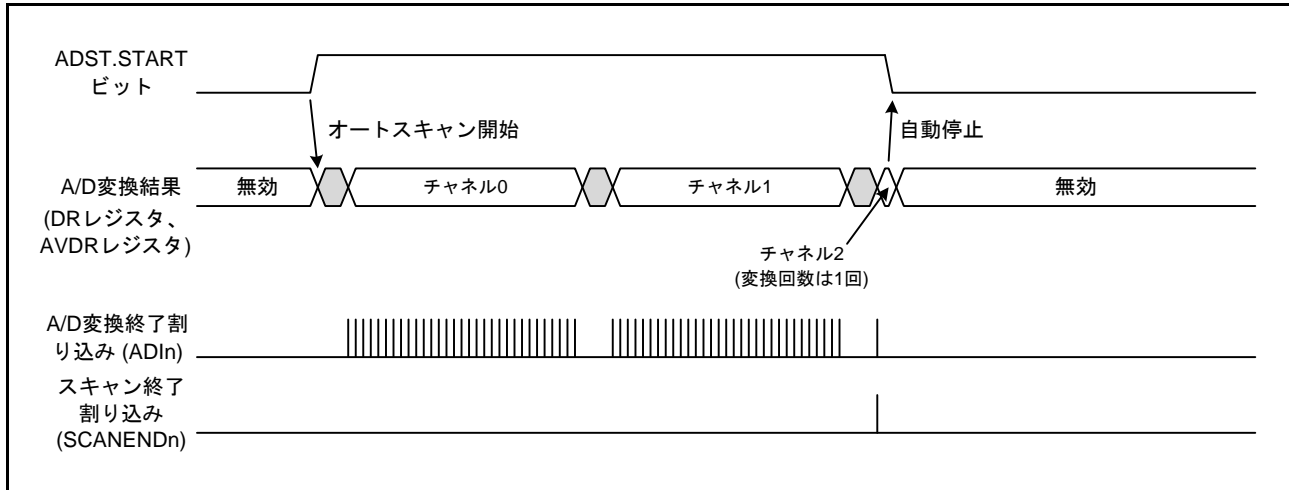 ADST.START
ビット
オートスキャン開始
自動停止
A/D変換結果
(DRレジスタ、
AVDRレジスタ)
無効
チャネル0
チャネル1
無効
チャネル2
(変換回数は1回)
A/D変換終了割
り込み (ADIn)
スキャン終了
割り込み
(SCANENDn)